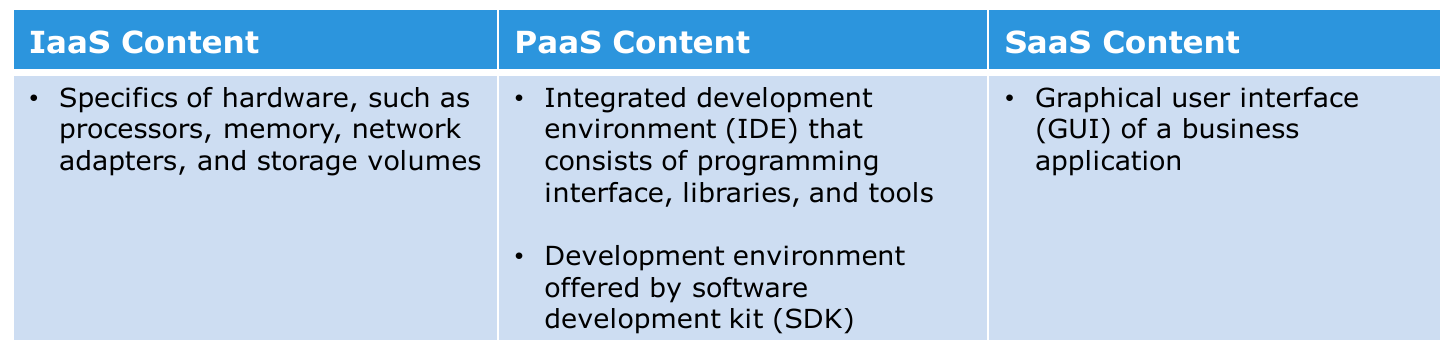 IaaS Content
PaaS Content
SaaS Content
• Specifics of hardware, such as
processors, memory, network
adapters, and storage volumes
• Integrated development
environment (IDE) that
consists of programming
interface, libraries, and tools
• Development environment
offered by software
development kit (SDK)
• Graphical user interface
(GUI) of a business
application